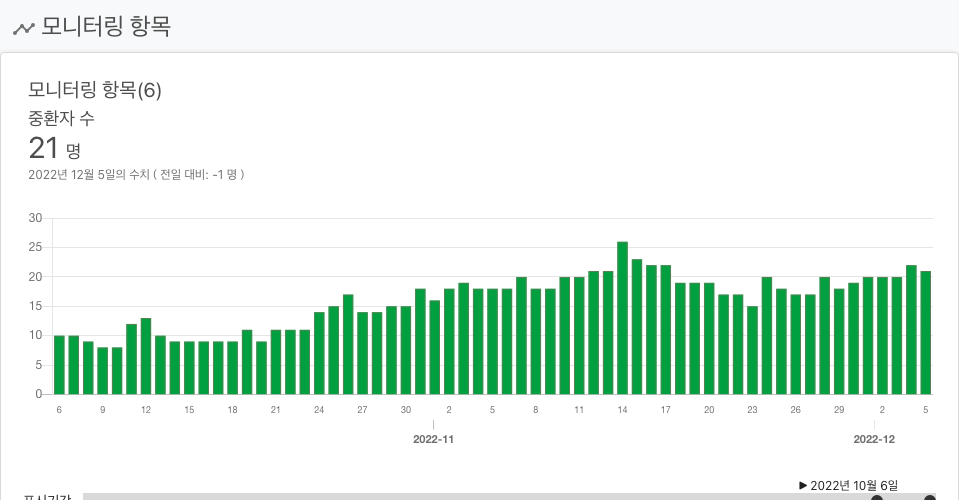 모니터링 항목
모니터링 항목(6)
중환자 수
21 명
2022년 12월 5일의 수치 ( 전일 대비: -1 명 )
30
25
20
15
10
5
0
6 9 12 15 18 21 24 27 30 2 5 8 11 14 17 20 23 26 29 2 5
2022-11 2022-12
▶ 2022년 10월 6일
표시기간